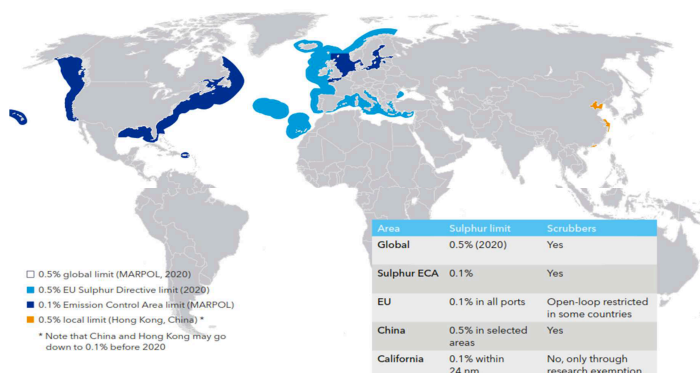 Area Sulphur limit Scrubbers
Global 0.5% (2020) Yes
Sulphur ECA 0.1% Yes
EU 0.1% in all ports Open-loop restricted
in some countries
China 0.5% in selected Yes
areas
California 0.1% within No, only through
24 nm research exemption
0.5% global limit (MARPOL, 2020)
0.5% EU Sulphur Directive limit (2020)
0.1% Emission Control Area limit (MARPOL)
0.5% local limit (Hong Kong, China) *
* Note that China and Hong Kong may go
down to 0.1% before 2020